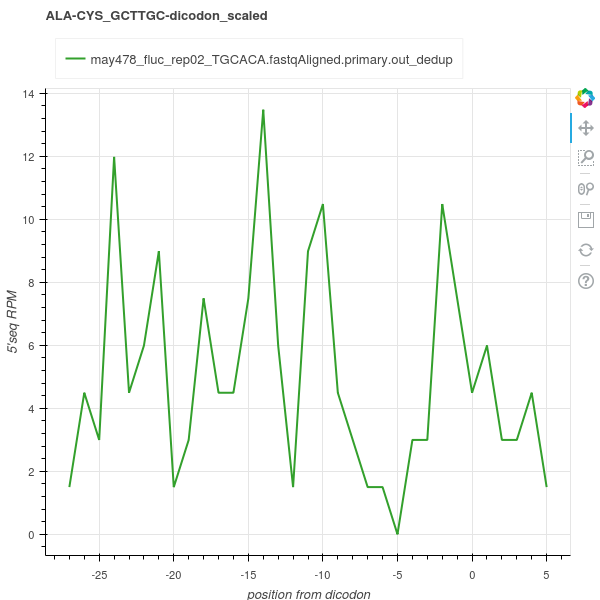 ALA-CYS_GCTTGC-dicodon_scaled
may478_fluc_rep02_TGCACA.fastqAligned.primary.out_dedup
14
12
10
8
6
4
2
0
5'seq RPM
-25 -20 -15 -10 -5 0 5
position from dicodon